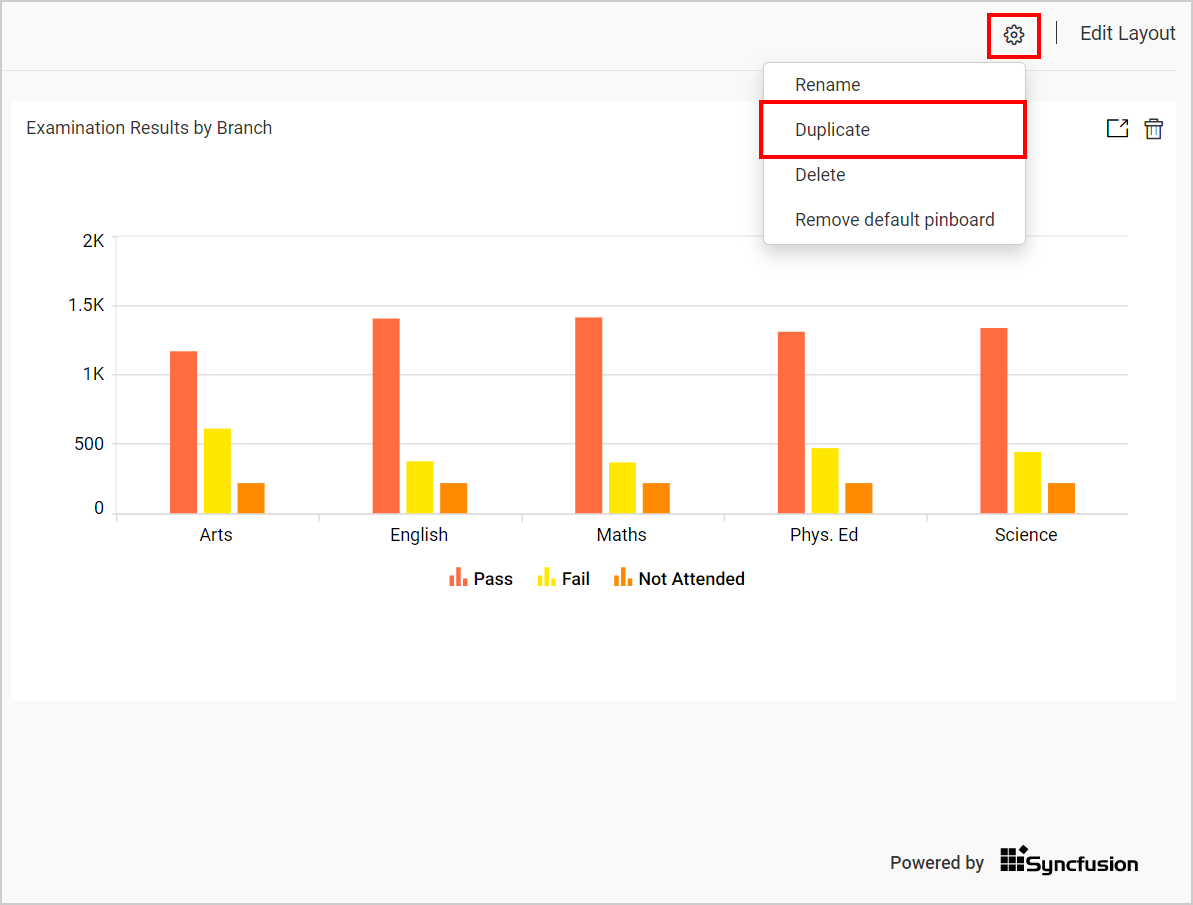 Edit Layout
Rename
Duplicate
Delete
Remove default pinboard
Examination Results by Branch
2K
1.5K
1K
500
0
Arts English Maths Phys. Ed Science
Pass Fail Not Attended
Powered by Syncfusion